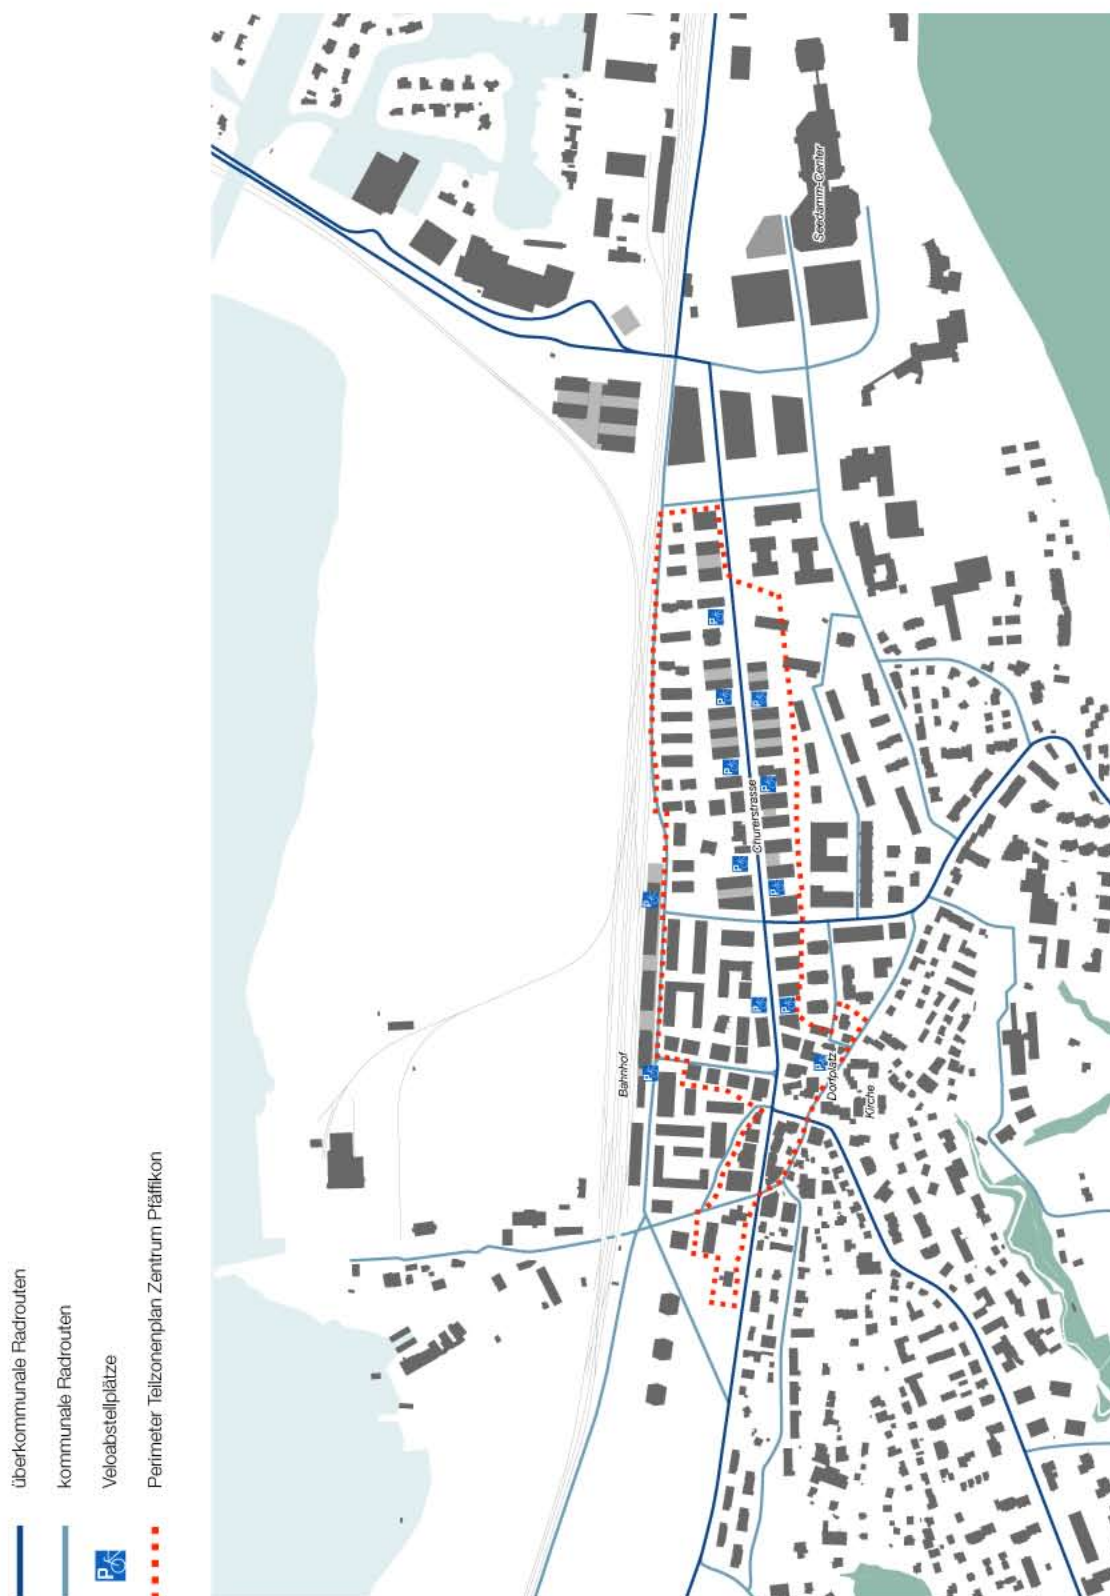 überkommunale Radrouten
kommunale Radrouten
P
Veloabstellplätze
Perimeter Teilzonenplan Zentrum Pfäffikon
Seedamm-Center
Churerstrasse
Bahnhof
Dorfplatz
Kirche
P
P
P
P
P
P
P
P
P
P
P
P